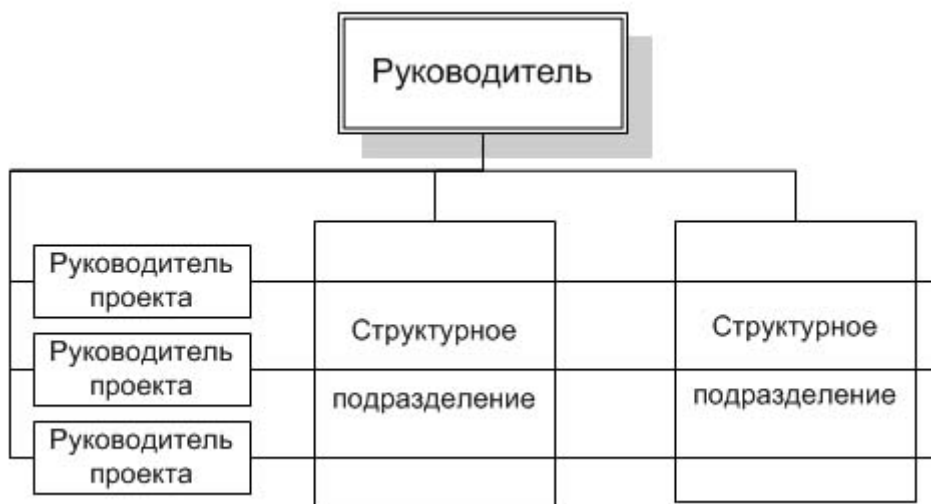 Руководитель
Руководитель
проекта
Руководитель
проекта
Руководитель
проекта
Структурное
подразделение
Структурное
подразделение